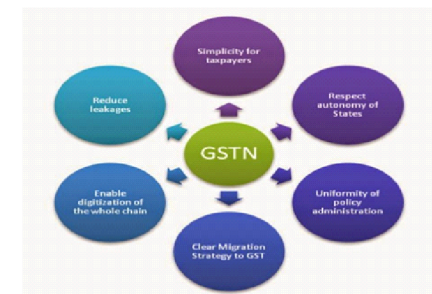 Simplicity for
taxpayers
Respect
autonomy of
States
Uniformity of
policy
administration
Clear Migration
Strategy to GST
Enable
digitization of
the whole chain
Reduce
leakages
GSTN